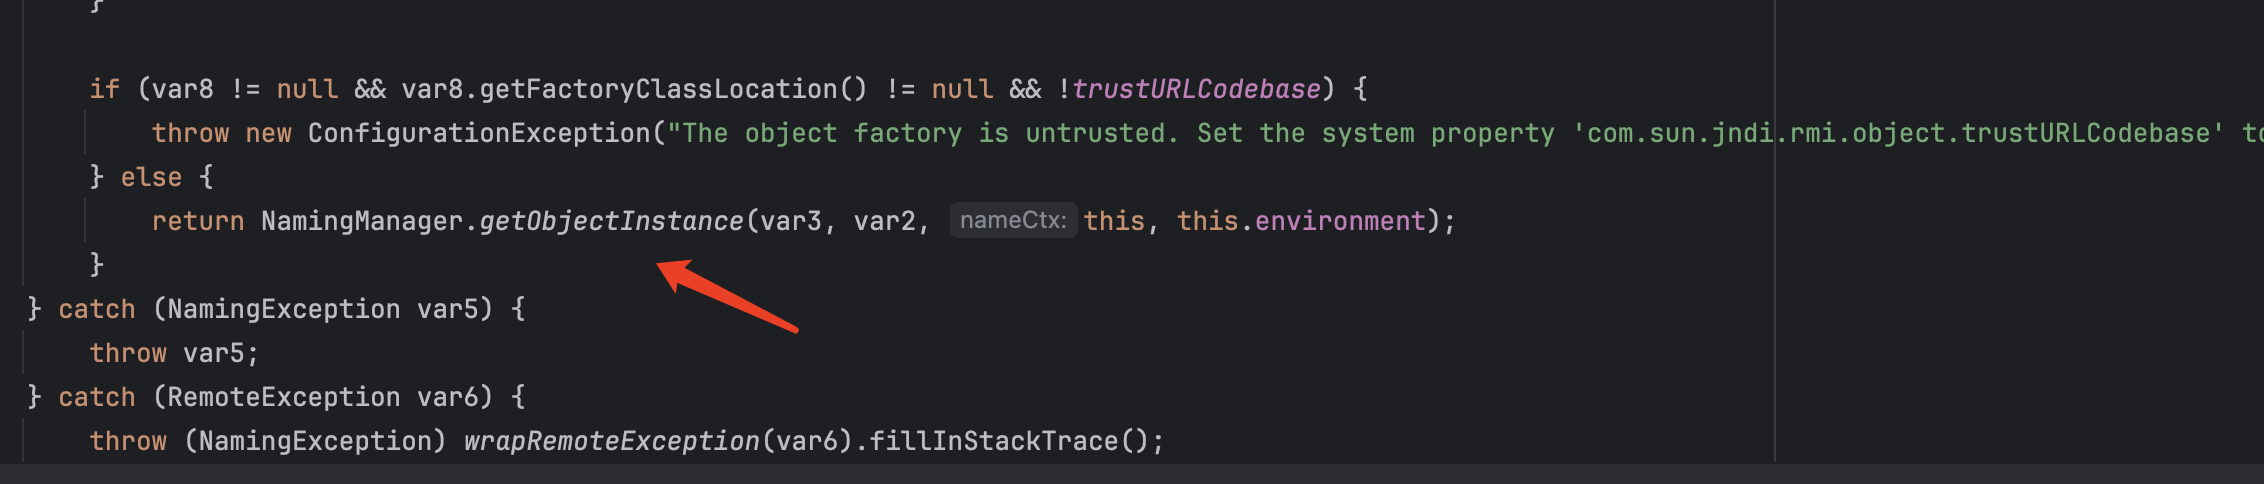 }
if (var8 != null && var8.getFactoryClassLocation() != null && !trustURLCodebase) {
throw new ConfigurationException("The object factory is untrusted. Set the system property 'com.sun.jndi.rmi.object.trustURLCodebase' to
} else {
return NamingManager.getObjectInstance(var3, var2, nameCtx: this, this.environment);
}
} catch (NamingException var5) {
throw var5;
} catch (RemoteException var6) {
throw (NamingException) wrapRemoteException(var6).fillInStackTrace();